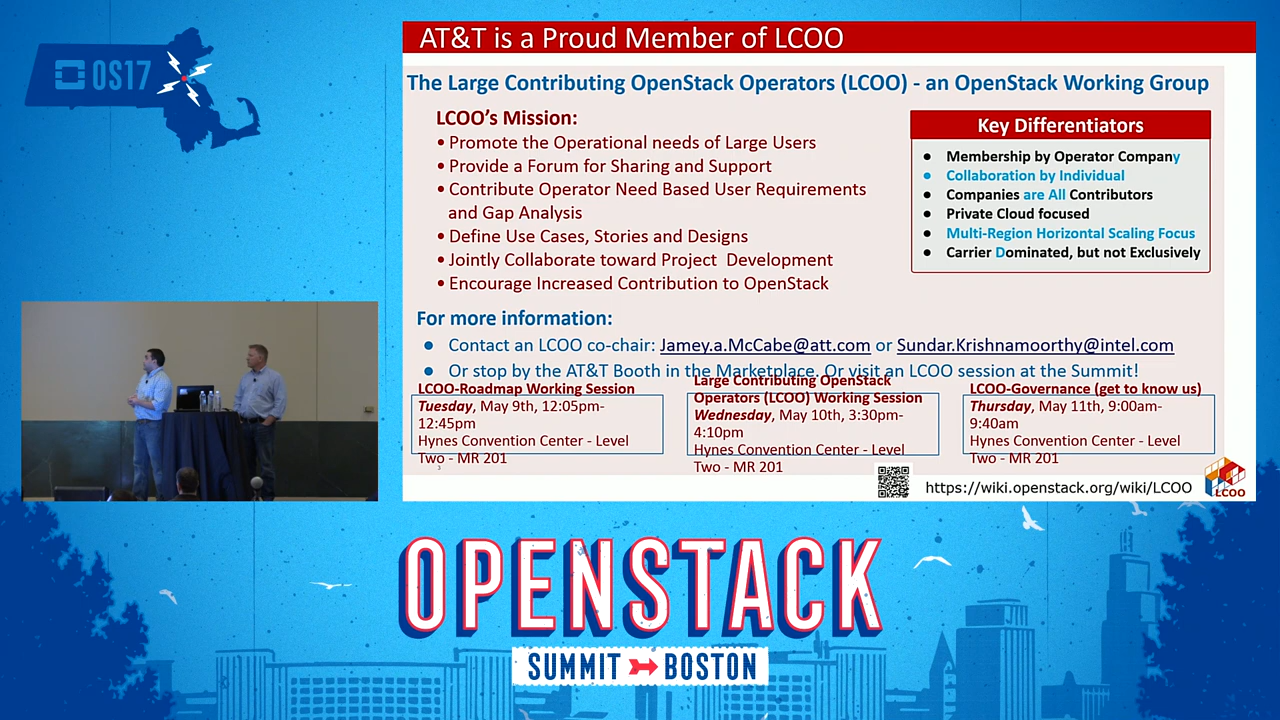 OS17
AT&T is a Proud Member of LCOO
The Large Contributing OpenStack Operators (LCOO) - an OpenStack Working Group
LCOO's Mission:
• Promote the Operational needs of Large Users
• Provide a Forum for Sharing and Support
• Contribute Operator Need Based User Requirements
and Gap Analysis
• Define Use Cases, Stories and Designs
• Jointly Collaborate toward Project Development
• Encourage Increased Contribution to OpenStack
Key Differentiators
● Membership by Operator Company
● Collaboration by Individual
● Companies are All Contributors
● Private Cloud focused
● Multi-Region Horizontal Scaling Focus
● Carrier Dominated, but not Exclusively
For more information:
● Contact an LCOO co-chair: Jamey.a.McCabe@att.com or Sundar.Krishnamoorthy@intel.com
● Or stop by the AT&T Booth in the Marketplace. Or visit an LCOO session at the Summit!
LCOO-Roadmap Working Session
Tuesday, May 9th, 12:05pm-
12:45pm
Hynes Convention Center - Level
Two - MR 201
Large Contributing OpenStack
Operators (LCOO) Working Session
Wednesday, May 10th, 3:30pm-
4:10pm
Hynes Convention Center - Level
Two - MR 201
LCOO-Governance (get to know us)
Thursday, May 11th, 9:00am-
9:40am
Hynes Convention Center - Level
Two - MR 201
3
https://wiki.openstack.org/wiki/LCOO
LCOO
OPENSTACK
SUMMIT BOSTON